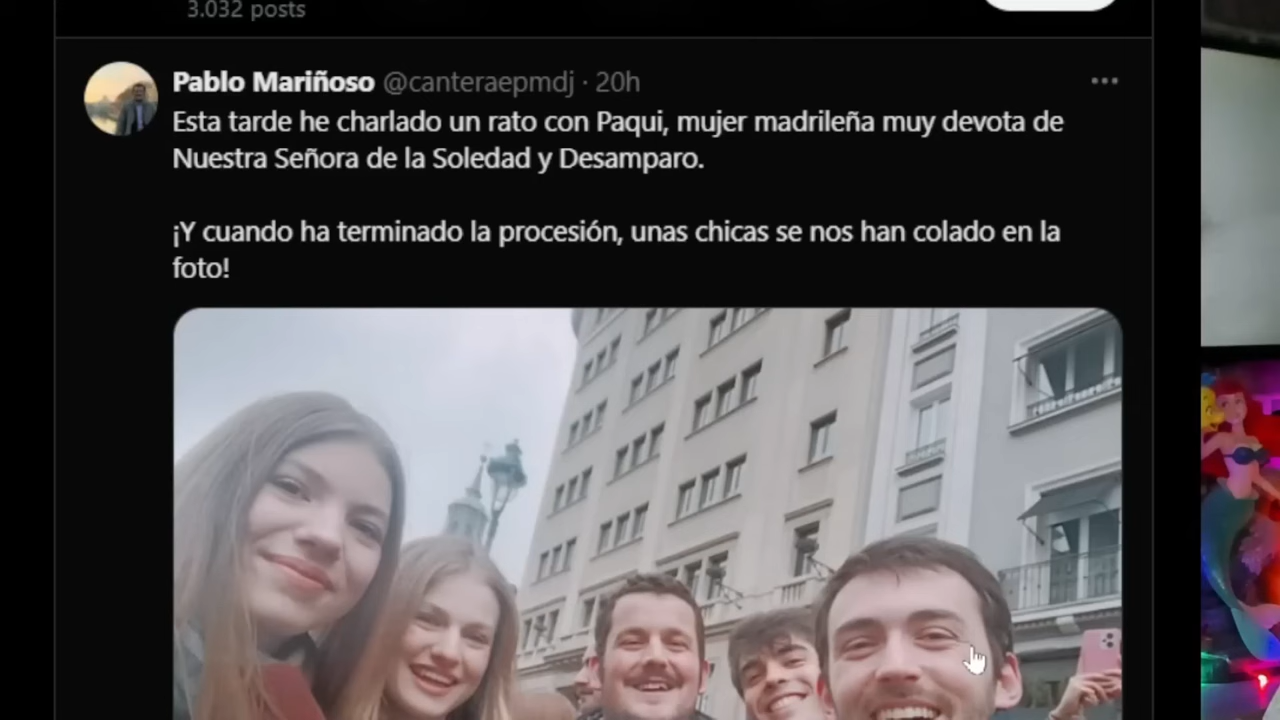 3.032 posts
Pablo Mariñoso @canteraepmdj · 20h
Esta tarde he charlado un rato con Paqui, mujer madrileña muy devota de
Nuestra Señora de la Soledad y Desamparo.
¡Y cuando ha terminado la procesión, unas chicas se nos han colado en la
foto!